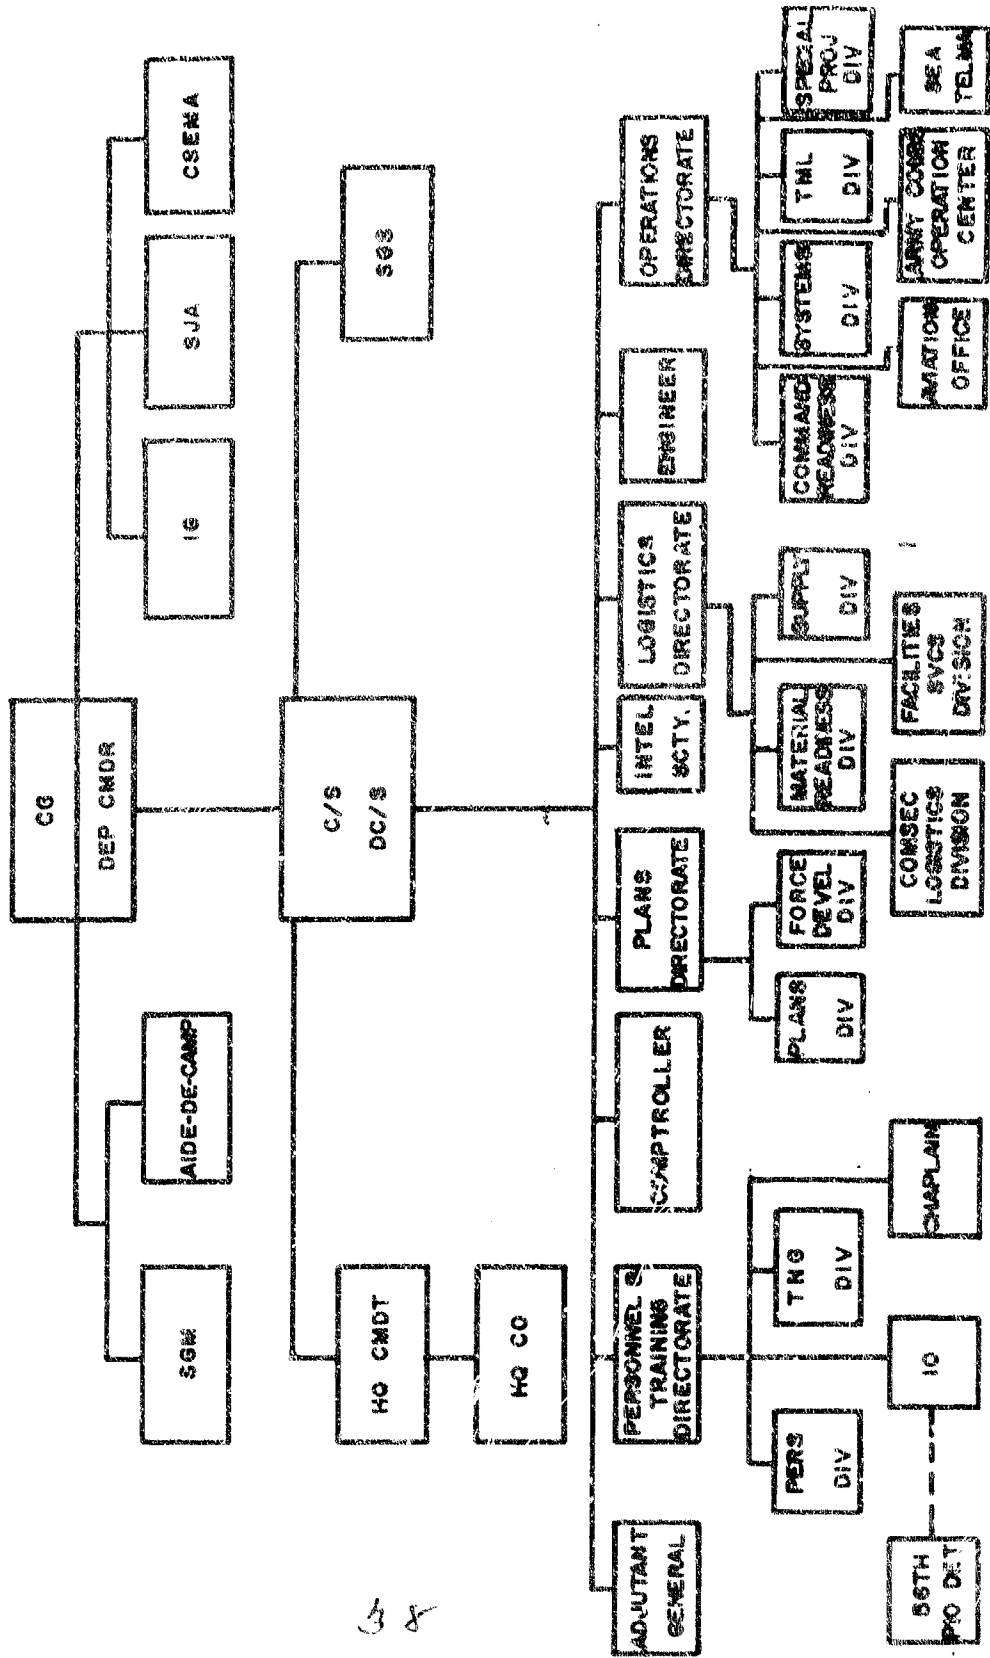 CG
DEP CMDR
SGM
AIDE-DE-CAMP
IG
SJA
CSEMA
C/S
DC/S
HQ CMDT
SGS
HQ CO
ADJUTANT
GENERAL
PERSONNEL &
TRAINING
DIRECTORATE
COMPTROLLER
PLANS
DIRECTORATE
INTEL
SCTY.
LOGISTICS
DIRECTORATE
ENGINEER
OPERATIONS
DIRECTORATE
PERS
DIV
TNG
DIV
PLANS
DIV
FORCE
DEVEL
DIV
MATERIAL
READINESS
DIV
SUPPLY
DIV
COMMAND
READINESS
DIV
SYSTEMS
DIV
TML
DIV
SPECIAL
PROJ
DIV
56TH
PIO DET
IO
CHAPLAIN
COMSEC
LOGISTICS
DIVISION
FACILITIES
SVCS
DIVISION
AVIATION
OFFICE
ARMY COMM
OPERATION
CENTER
SEA
38